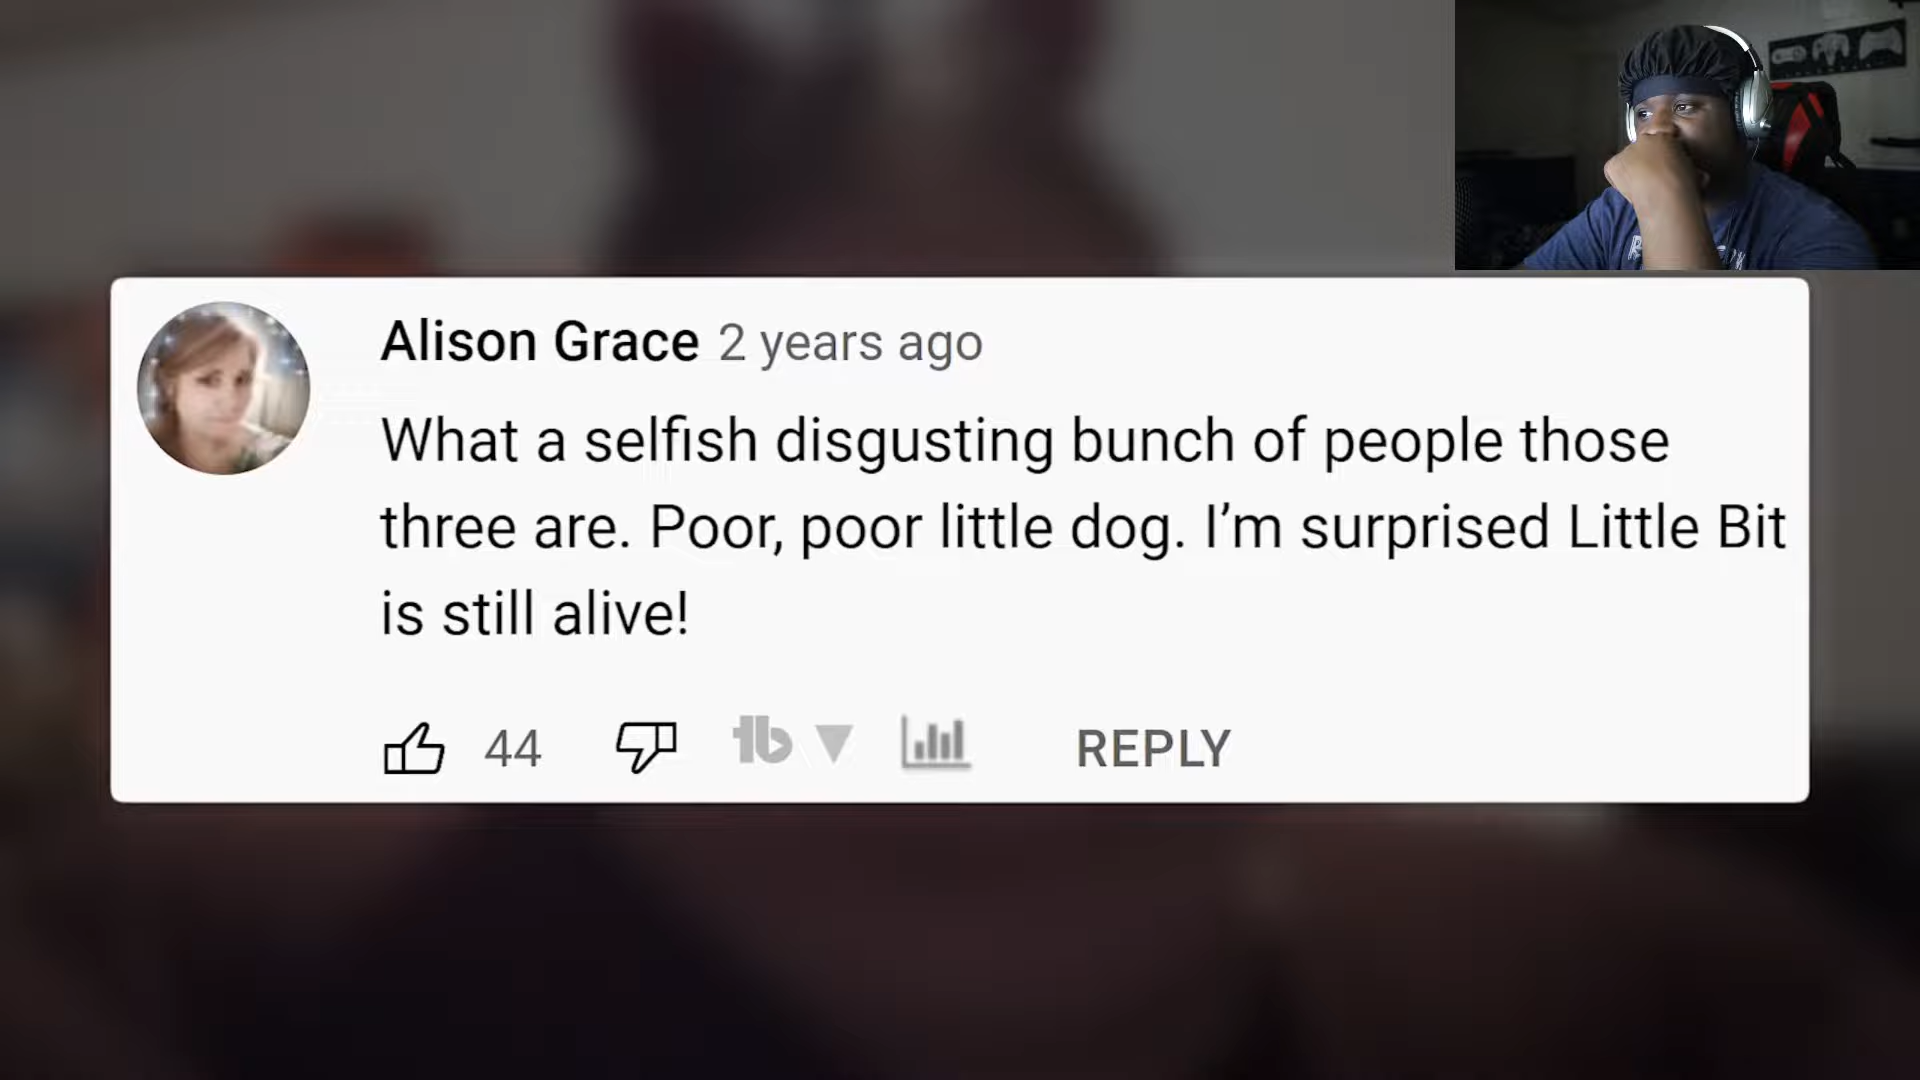 Alison Grace 2 years ago
What a selfish disgusting bunch of people those
three are. Poor, poor little dog. I’m surprised Little Bit
is still alive!
44
REPLY